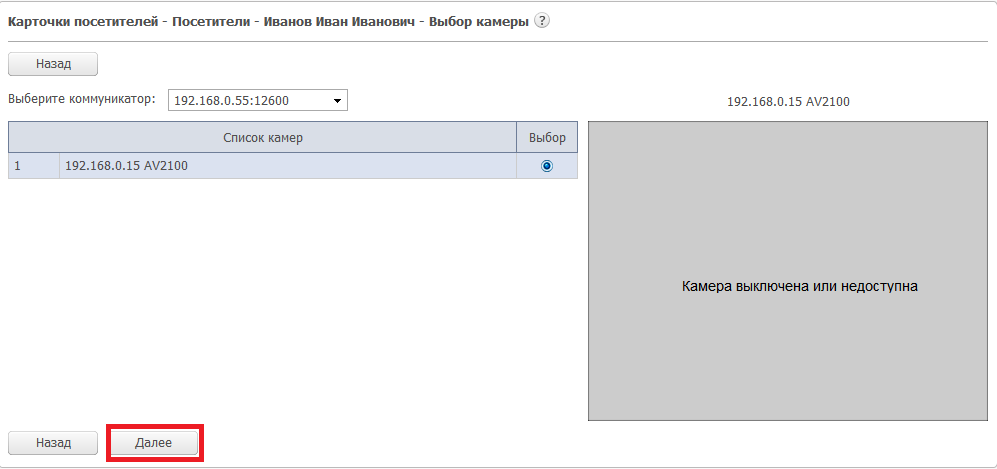 Карточки посетителей - Посетители - Иванов Иван Иванович - Выбор камеры ?
Назад
Выберите коммуникатор: 192.168.0.55:12600
192.168.0.15 AV2100
Список камер Выбор
1 192.168.0.15 AV2100
Камера выключена или недоступна
Назад Далее